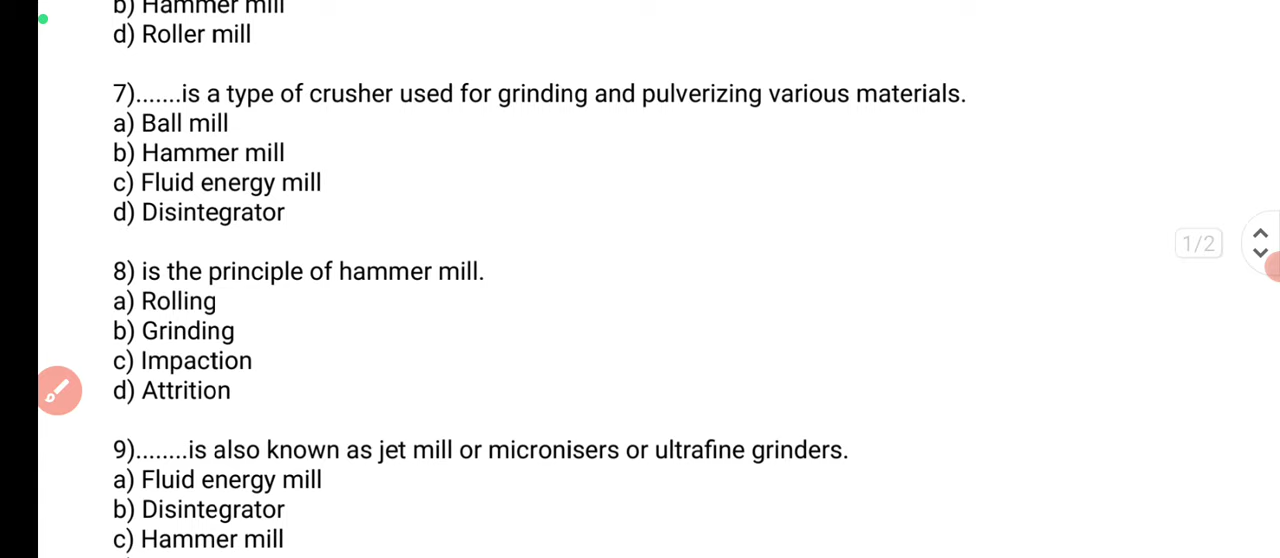 b) Hammer mill
d) Roller mill
7).......is a type of crusher used for grinding and pulverizing various materials.
a) Ball mill
b) Hammer mill
c) Fluid energy mill
d) Disintegrator
1/2
8) is the principle of hammer mill.
a) Rolling
b) Grinding
c) Impaction
d) Attrition
9)........is also known as jet mill or micronisers or ultrafine grinders.
a) Fluid energy mill
b) Disintegrator
c) Hammer mill